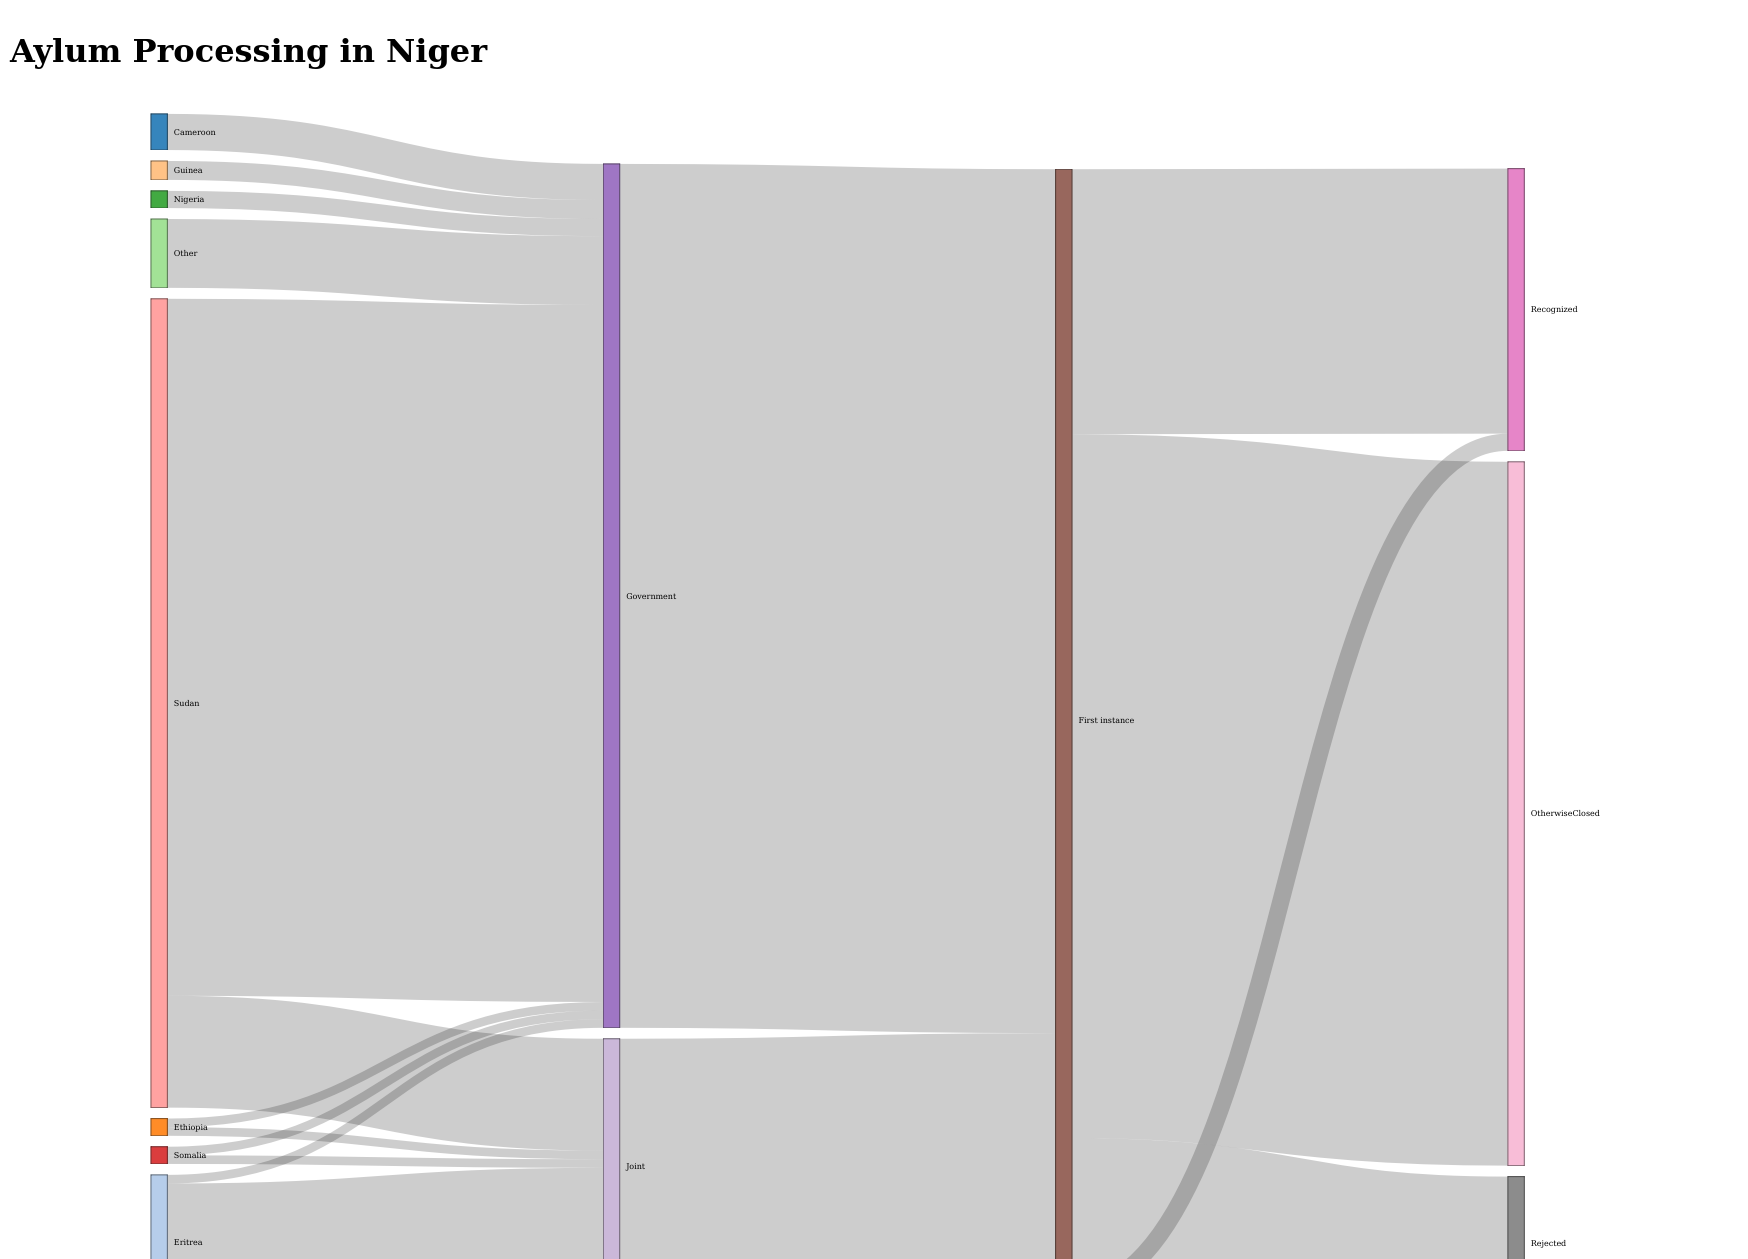 Aylum Processing in Niger
Cameroon
Guinea
Nigeria
Other
Sudan
Ethiopia
Somalia
Eritrea
Government
Joint
First instance
Recognized
OtherwiseClosed
Rejected